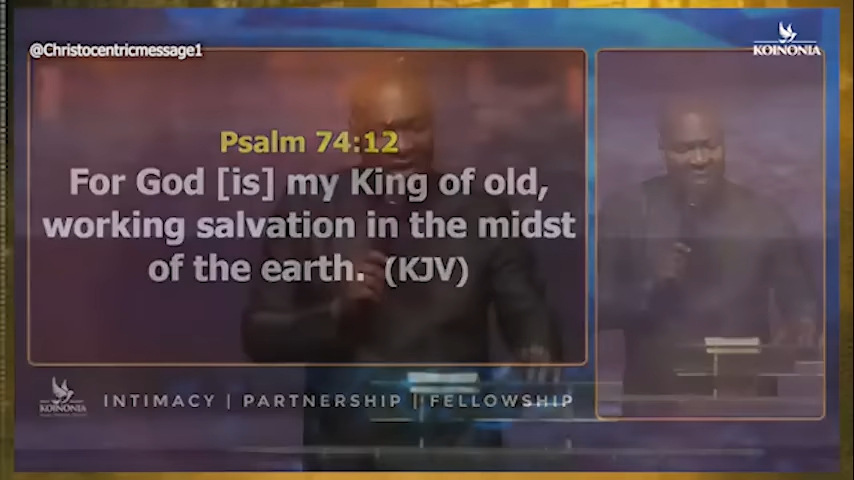 @Christocentricmessage1
KOINONIA
Psalm 74:12
For God [is] my King of old,
working salvation in the midst
of the earth. (KJV)
KOINONIA
INTIMACY | PARTNERSHIP | FELLOWSHIP